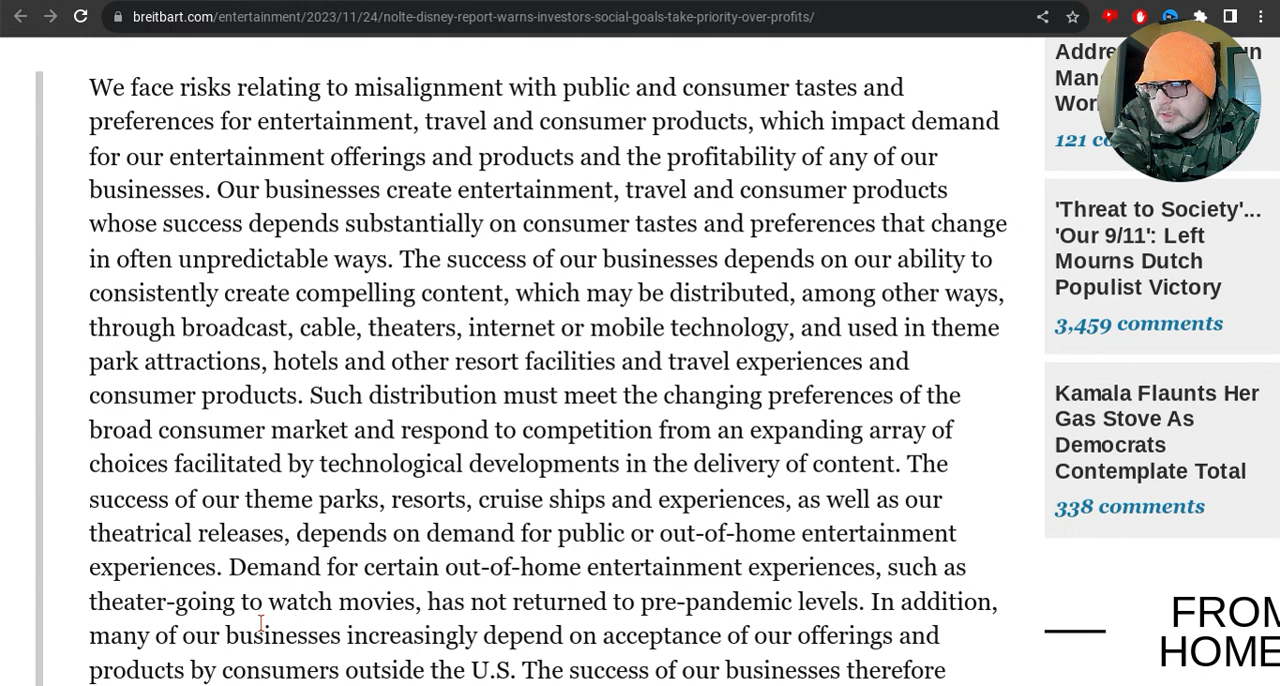 breitbart.com/entertainment/2023/11/24/nolte-disney-report-warns-investors-social-goals-take-priority-over-profits/
We face risks relating to misalignment with public and consumer tastes and
preferences for entertainment, travel and consumer products, which impact demand
for our entertainment offerings and products and the profitability of any of our
businesses. Our businesses create entertainment, travel and consumer products
whose success depends substantially on consumer tastes and preferences that change
in often unpredictable ways. The success of our businesses depends on our ability to
consistently create compelling content, which may be distributed, among other ways,
through broadcast, cable, theaters, internet or mobile technology, and used in theme
park attractions, hotels and other resort facilities and travel experiences and
consumer products. Such distribution must meet the changing preferences of the
broad consumer market and respond to competition from an expanding array of
choices facilitated by technological developments in the delivery of content. The
success of our theme parks, resorts, cruise ships and experiences, as well as our
theatrical releases, depends on demand for public or out-of-home entertainment
experiences. Demand for certain out-of-home entertainment experiences, such as
theater-going to watch movies, has not returned to pre-pandemic levels. In addition,
many of our businesses increasingly depend on acceptance of our offerings and
products by consumers outside the U.S. The success of our businesses therefore
121
'Threat to Society'...
'Our 9/11': Left
Mourns Dutch
Populist Victory
3,459 comments
Kamala Flaunts Her
Gas Stove As
Democrats
Contemplate Total
338 comments
FROM
HOME